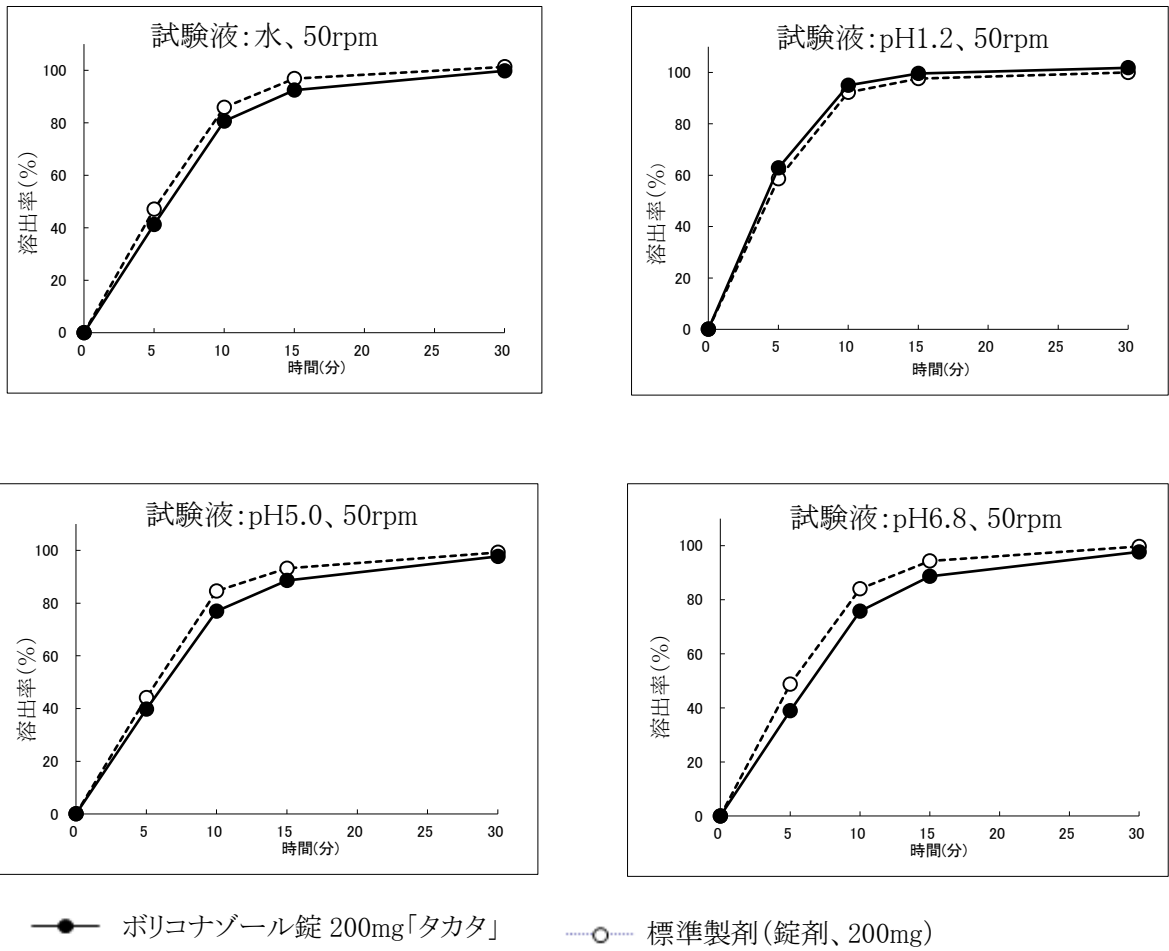 試験液:水、50rpm
溶出率(%)
100
80
60
40
20
0
0 5 10 15 20 25 30
時間(分)
試験液:pH1.2、50rpm
溶出率(%)
100
80
60
40
20
0
0 5 10 15 20 25 30
時間(分)
試験液:pH5.0、50rpm
溶出率(%)
100
80
60
40
20
0
0 5 10 15 20 25 30
時間(分)
試験液:pH6.8、50rpm
溶出率(%)
100
80
60
40
20
0
0 5 10 15 20 25 30
時間(分)
ボリコナゾール錠 200mg「タカタ」
標準製剤(錠剤、200mg)